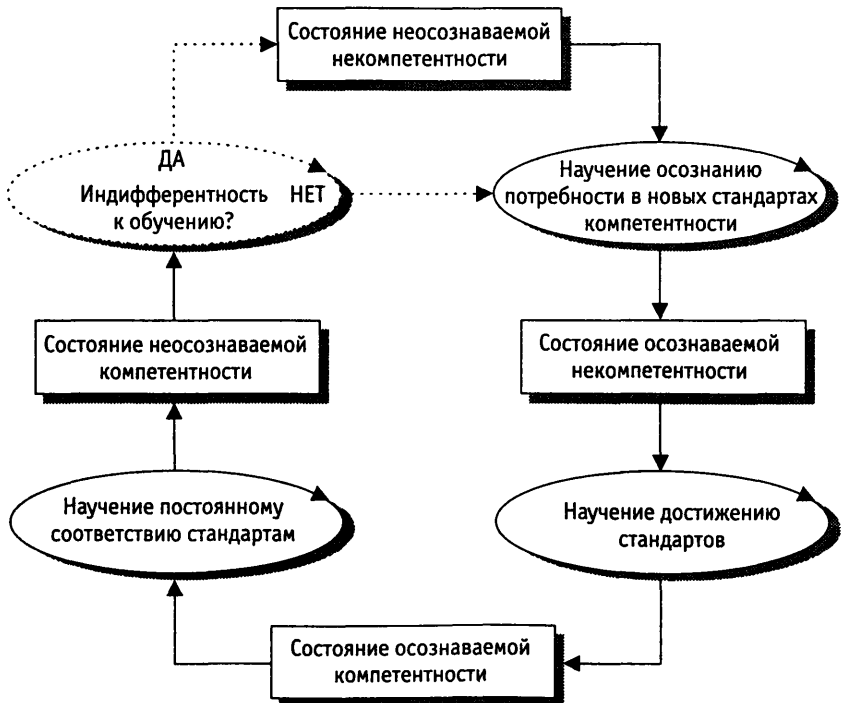 Состояние неосознаваемой
некомпетентности
ДА
Индифферентность НЕТ
к обучению?
Научение осознанию
потребности в новых стандартах
компетентности
Состояние неосознаваемой
компетентности
Состояние осознаваемой
некомпетентности
Научение постоянному
соответствию стандартам
Научение достижению
стандартов
Состояние осознаваемой
компетентности